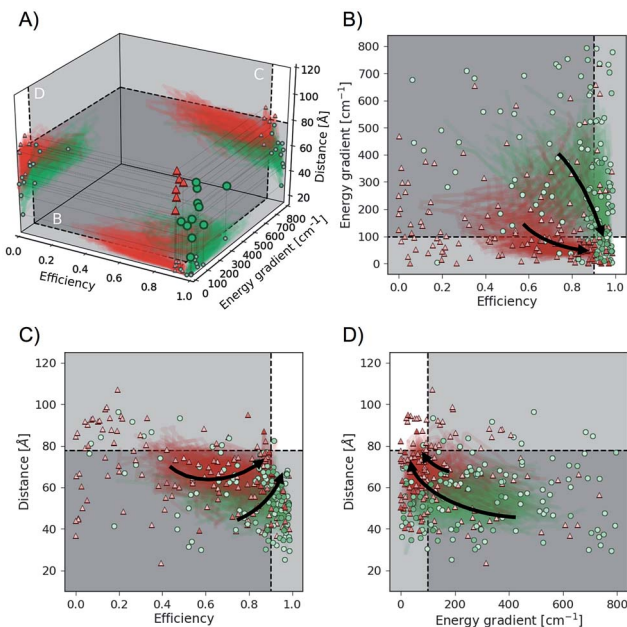 A)
D
C
B
120
100
80
60
40
20
Distance [Å]
0.0
0.2
0.4
0.6
0.8
1.0
Efficiency
0
100
200
300
400
500
600
700
800
Energy gradient [cm⁻¹]
B)
800
700
600
500
400
300
200
100
0
Energy gradient [cm⁻¹]
0.0 0.2 0.4 0.6 0.8 1.0
Efficiency
C)
120
100
80
60
40
20
Distance [Å]
0.0 0.2 0.4 0.6 0.8 1.0
Efficiency
D)
120
100
80
60
40
20
Distance [Å]
0 200 400 600 800
Energy gradient [cm⁻¹]